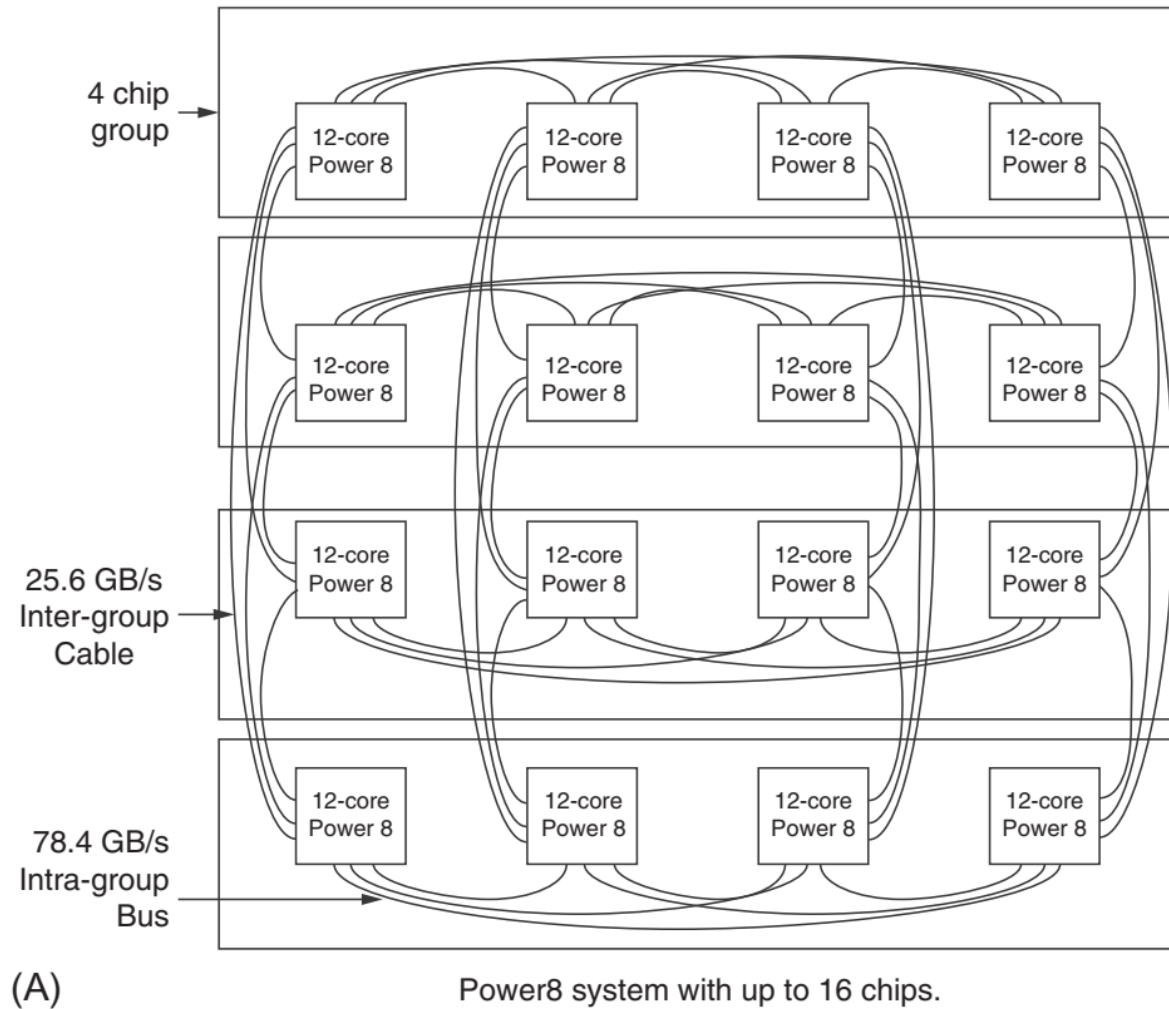 4 chip
group
12-core
Power 8
12-core
Power 8
12-core
Power 8
12-core
Power 8
12-core
Power 8
12-core
Power 8
12-core
Power 8
12-core
Power 8
25.6 GB/s
Inter-group
Cable
12-core
Power 8
12-core
Power 8
12-core
Power 8
12-core
Power 8
78.4 GB/s
Intra-group
Bus
12-core
Power 8
12-core
Power 8
12-core
Power 8
12-core
Power 8
(A)
Power8 system with up to 16 chips.